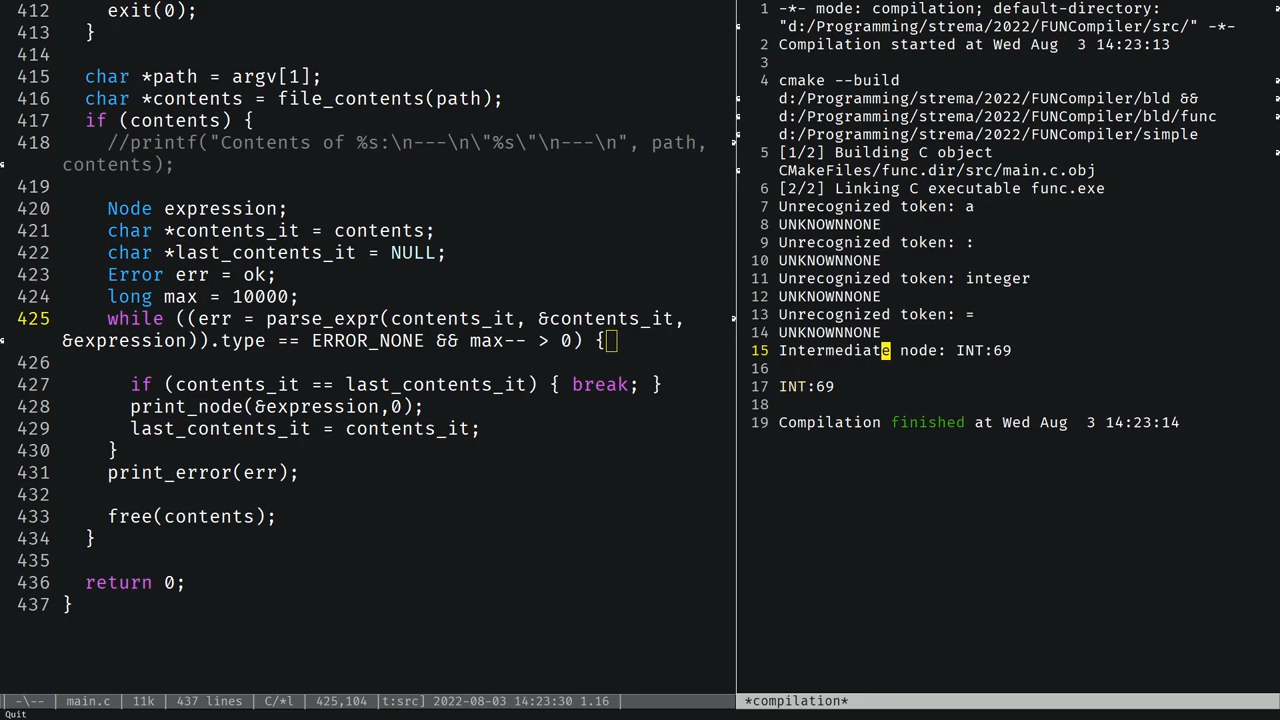 412     exit(0);
413   }
414
415   char *path = argv[1];
416   char *contents = file_contents(path);
417   if (contents) {
418     //printf("Contents of %s:\n---\n\"%s\"\n---\n", path,
contents);
419
420     Node expression;
421     char *contents_it = contents;
422     char *last_contents_it = NULL;
423     Error err = ok;
424     long max = 10000;
425     while ((err = parse_expr(contents_it, &contents_it,
&expression)).type == ERROR_NONE && max-- > 0) {
426
427       if (contents_it == last_contents_it) { break; }
428       print_node(&expression,0);
429       last_contents_it = contents_it;
430     }
431     print_error(err);
432
433     free(contents);
434   }
435
436   return 0;
437 }
-\-- main.c 11k 437 lines C/*l 425,104 [t:src] 2022-08-03 14:23:30 1.16
Quit
1 -*- mode: compilation; default-directory:
"d:/Programming/strema/2022/FUNCompiler/src/" -*-
2 Compilation started at Wed Aug  3 14:23:13
3
4 cmake --build
d:/Programming/strema/2022/FUNCompiler/bld &&
d:/Programming/strema/2022/FUNCompiler/bld/func
d:/Programming/strema/2022/FUNCompiler/simple
5 [1/2] Building C object
CMakeFiles/func.dir/src/main.c.obj
6 [2/2] Linking C executable func.exe
7 Unrecognized token: a
8 UNKNOWNNONE
9 Unrecognized token: :
10 UNKNOWNNONE
11 Unrecognized token: integer
12 UNKNOWNNONE
13 Unrecognized token: =
14 UNKNOWNNONE
15 Intermediate node: INT:69
16
17 INT:69
18
19 Compilation finished at Wed Aug  3 14:23:14
*compilation*